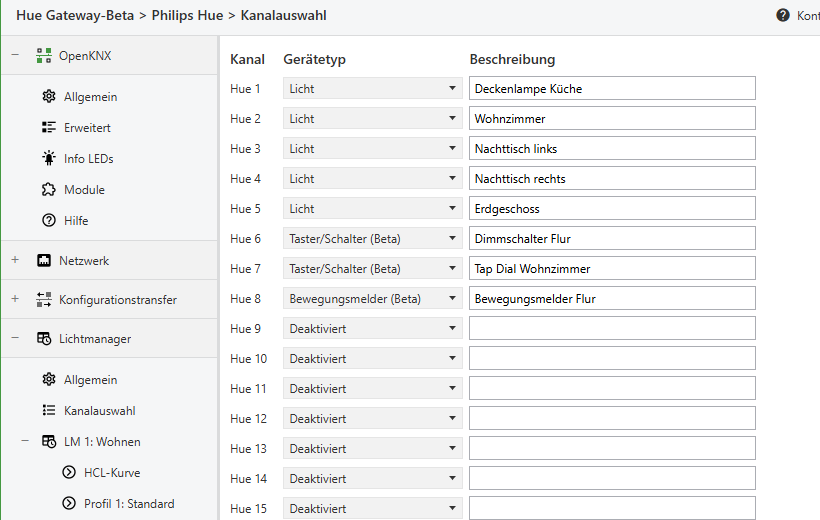 Hue Gateway-Beta > Philips Hue > Kanalauswahl
Kont
OpenKNX
Allgemein
Erweitert
Info LEDs
Module
Hilfe
Netzwerk
Konfigurationstransfer
Lichtmanager
Allgemein
Kanalauswahl
LM 1: Wohnen
HCL-Kurve
Profil 1: Standard
Kanal Gerätetyp Beschreibung
Hue 1 Licht Deckenlampe Küche
Hue 2 Licht Wohnzimmer
Hue 3 Licht Nachttisch links
Hue 4 Licht Nachttisch rechts
Hue 5 Licht Erdgeschoss
Hue 6 Taster/Schalter (Beta) Dimmschalter Flur
Hue 7 Taster/Schalter (Beta) Tap Dial Wohnzimmer
Hue 8 Bewegungsmelder (Beta) Bewegungsmelder Flur
Hue 9 Deaktiviert
Hue 10 Deaktiviert
Hue 11 Deaktiviert
Hue 12 Deaktiviert
Hue 13 Deaktiviert
Hue 14 Deaktiviert
Hue 15 Deaktiviert